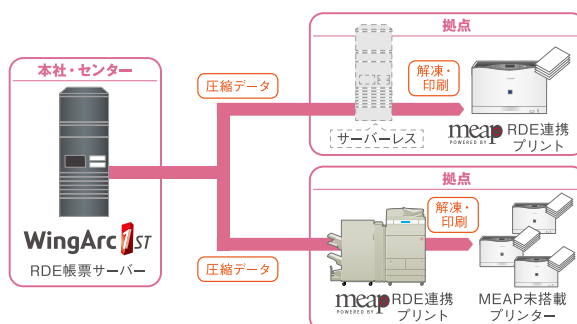 本社・センター
WingArc 1ST
RDE帳票サーバー
圧縮データ
圧縮データ
拠点
サーバーレス
解凍・
印刷
meap RDE連携
POWERED BY プリント
拠点
解凍・
印刷
meap RDE連携
POWERED BY プリント
MEAP未搭載
プリンター